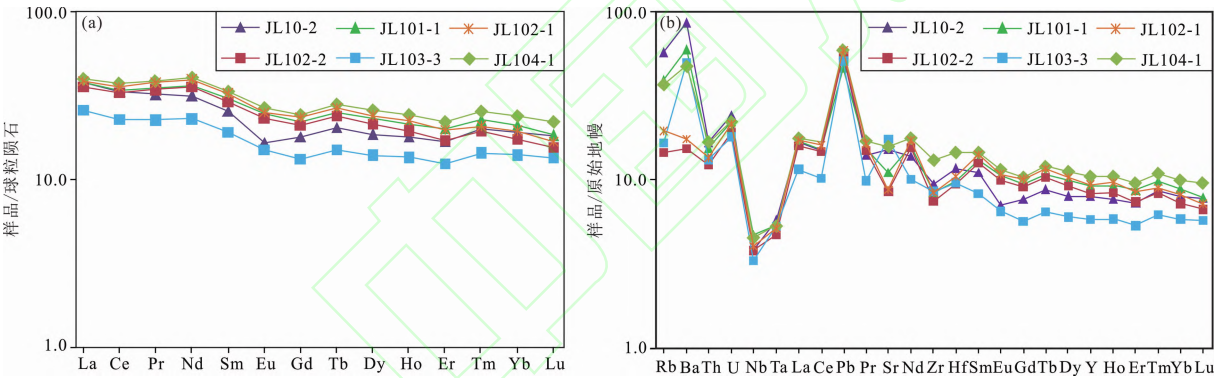 (a)
JL10-2 JL101-1 JL102-1
JL102-2 JL103-3 JL104-1
100.0
10.0
1.0
样品/球粒陨石
La Ce Pr Nd Sm Eu Gd Tb Dy Ho Er Tm Yb Lu
(b)
JL10-2 JL101-1 JL102-1
JL102-2 JL103-3 JL104-1
100.0
10.0
1.0
样品/原始地幔
Rb Ba Th U Nb Ta La Ce Pb Pr Sr Nd Zr Hf Sm Eu Gd Tb Dy Y Ho Er Tm Yb Lu